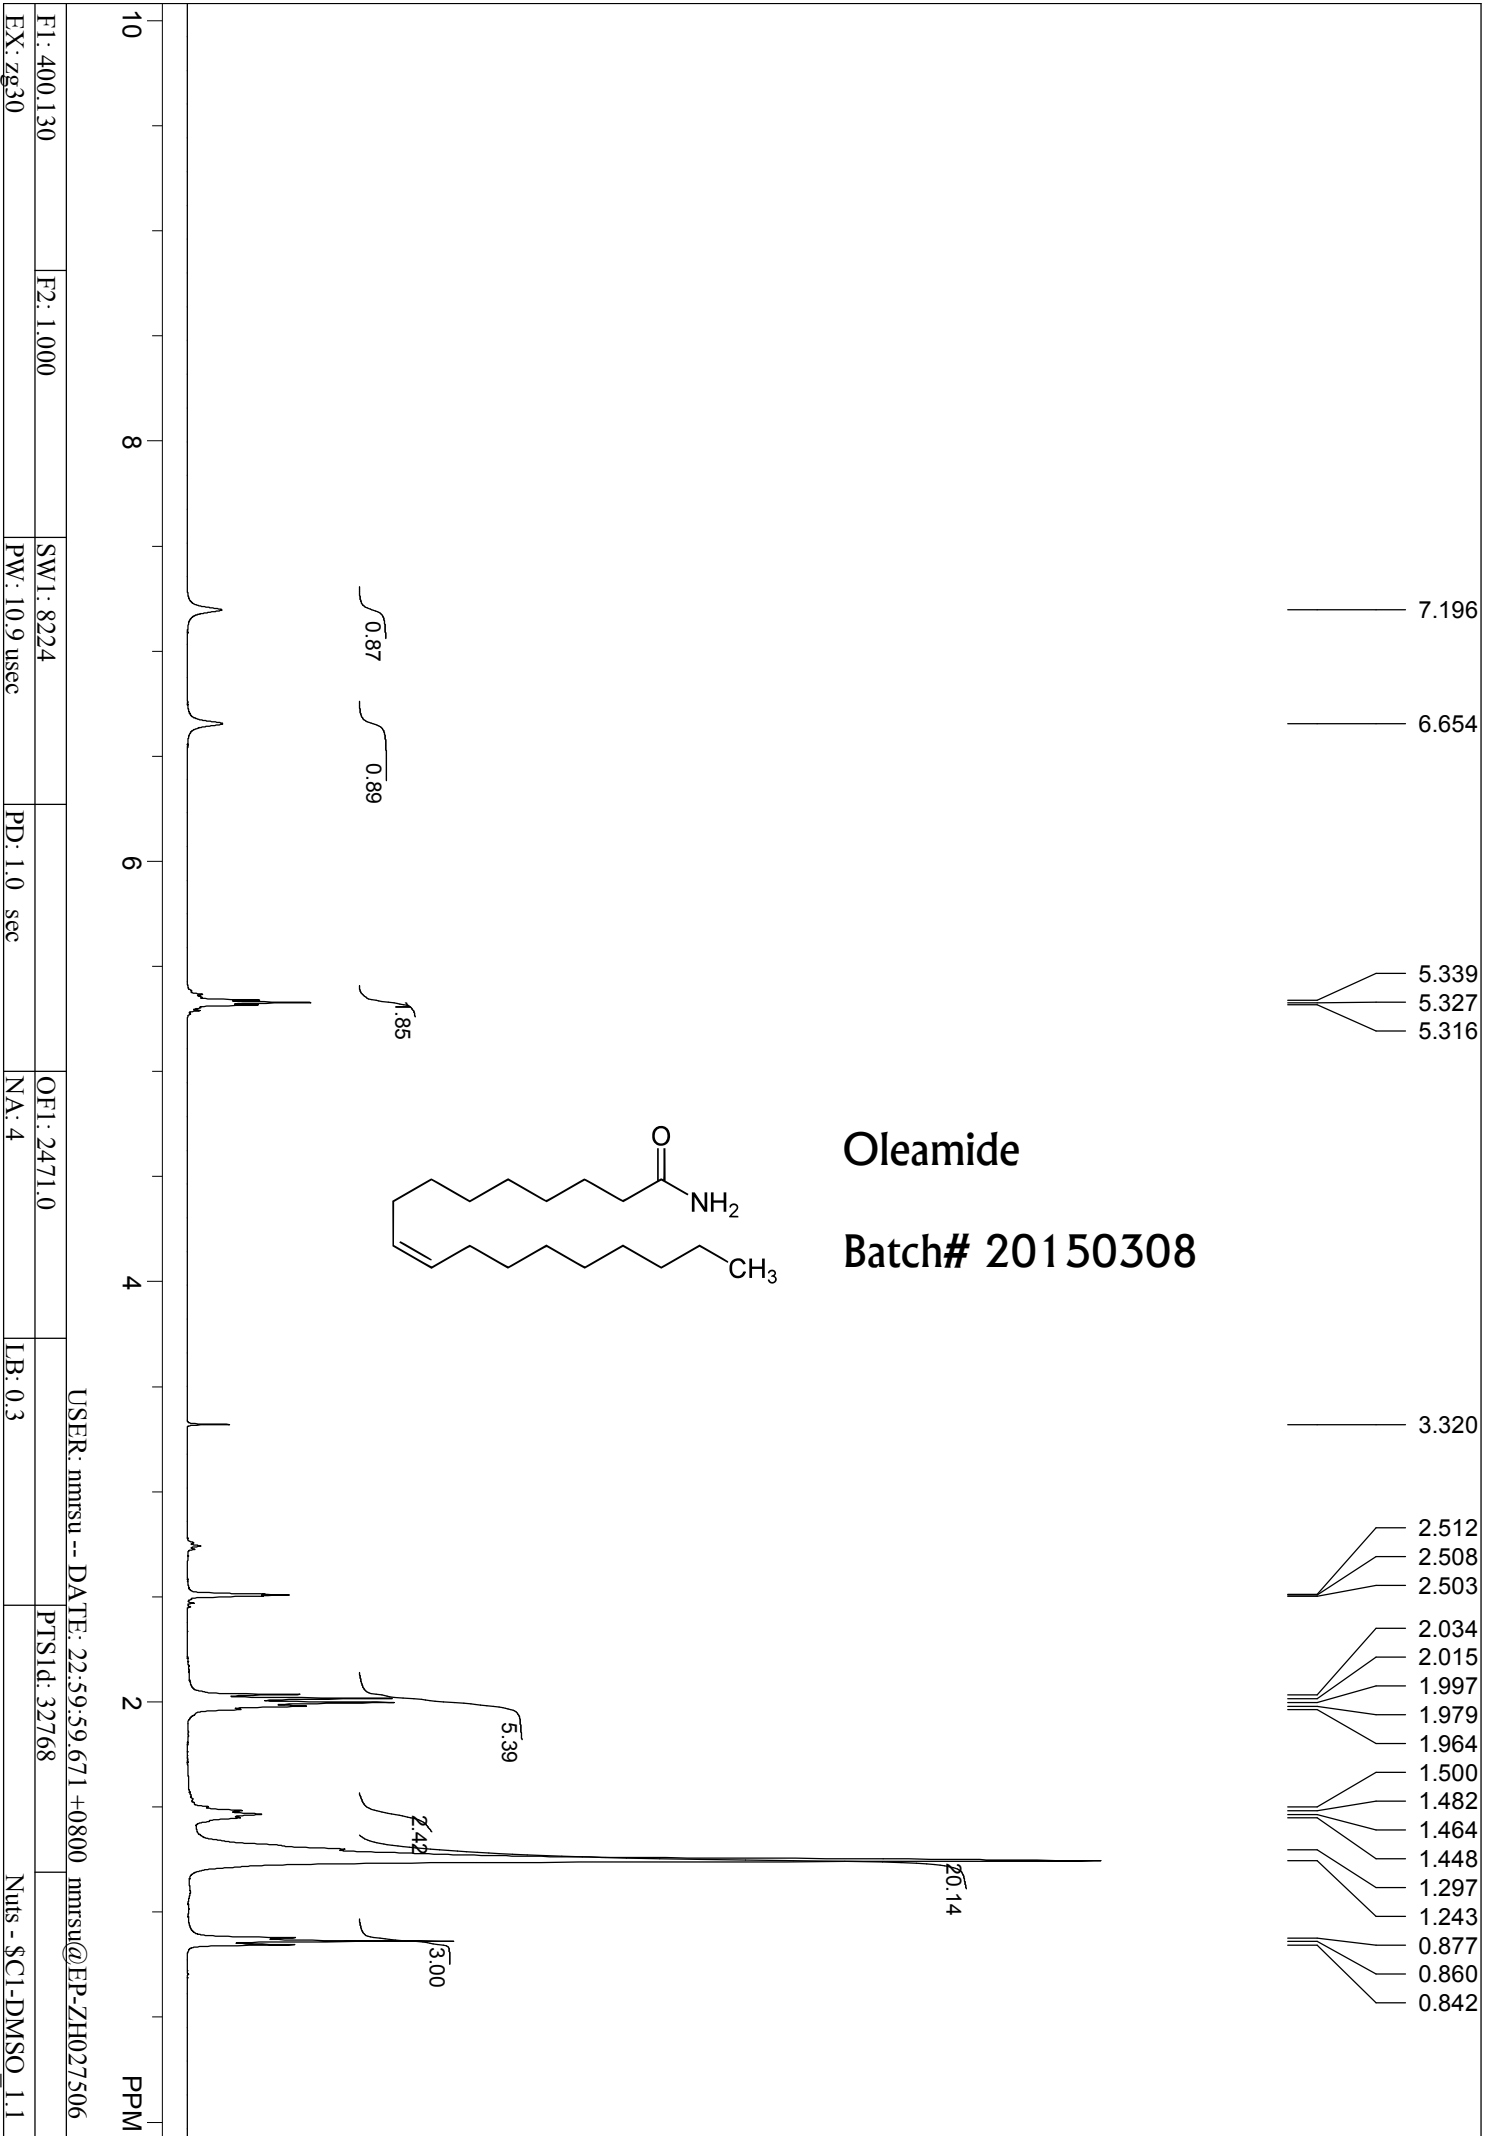 7.196
6.654
5.339
5.327
5.316
3.320
2.512
2.508
2.503
2.034
2.015
1.997
1.979
1.964
1.500
1.482
1.464
1.448
1.297
1.243
0.877
0.860
0.842
Oleamide
Batch# 20150308
O
NH2
CH3
0.87
0.89
1.85
5.39
2.42
20.14
3.00
10
8
6
4
2
PPM
USER: nmrsu -- DATE: 22:59:59.671 +0800 nmrsu@EP-ZH027506
F1: 400.130
F2: 1.000
SW1: 8224
OF1: 2471.0
PTS1d: 32768
EX: zg30
PW: 10.9 usec
PD: 1.0 sec
NA: 4
LB: 0.3
Nuts - $C1-DMSO_1.1